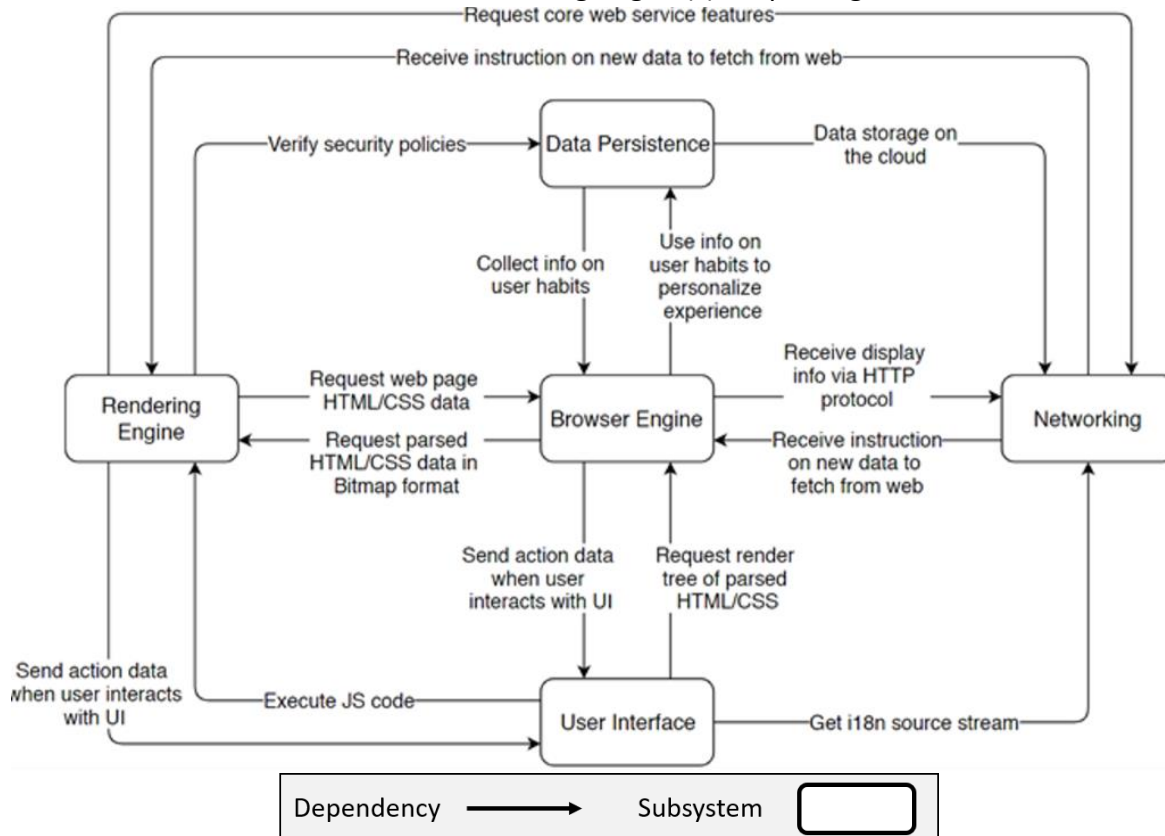 Request core web service features
Receive instruction on new data to fetch from web
Verify security policies
Data Persistence
Data storage on
the cloud
Collect info on
user habits
Use info on
user habits to
personalize
experience
Rendering
Engine
Request web page
HTML/CSS data
Request parsed
HTML/CSS data in
Bitmap format
Browser Engine
Receive display
info via HTTP
protocol
Receive instruction
on new data to
fetch from web
Networking
Send action data
when user
interacts with UI
Request render
tree of parsed
HTML/CSS
Send action data
when user interacts
with UI
Execute JS code
User Interface
Get i18n source stream
Dependency
Subsystem